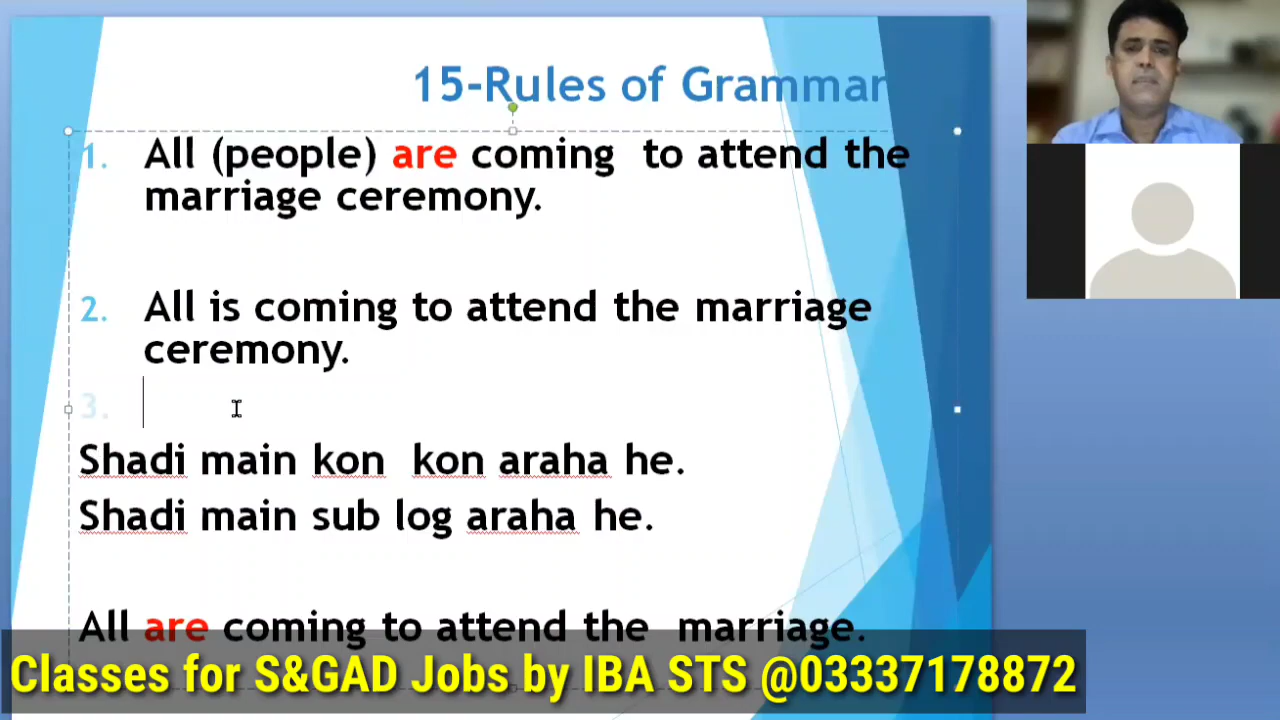 15-Rules of Grammar
1. All (people) are coming to attend the
marriage ceremony.
2. All is coming to attend the marriage
ceremony.
3.
Shadi main kon kon araha he.
Shadi main sub log araha he.
All are coming to attend the marriage.
Classes for S&GAD Jobs by IBA STS @03337178872